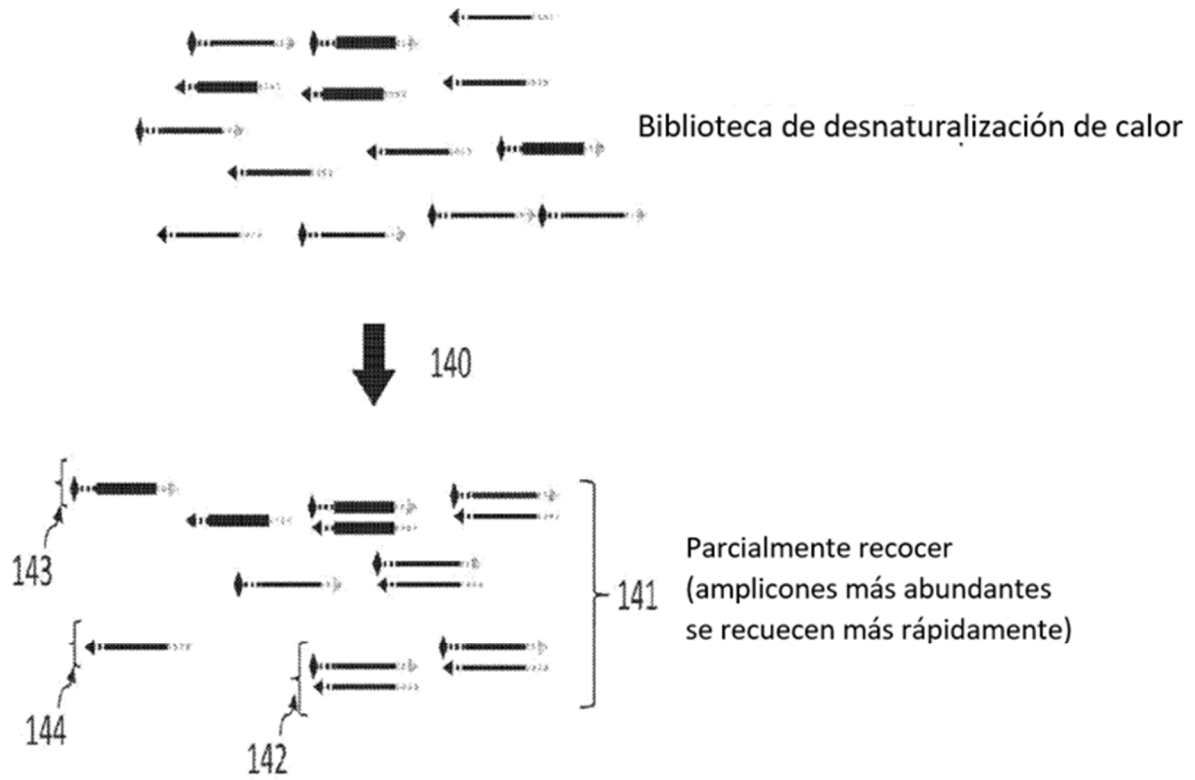 Biblioteca de desnaturalización de calor
140
143
141
Parcialmente recocer
(amplicones más abundantes
se recuecen más rápidamente)
144
142